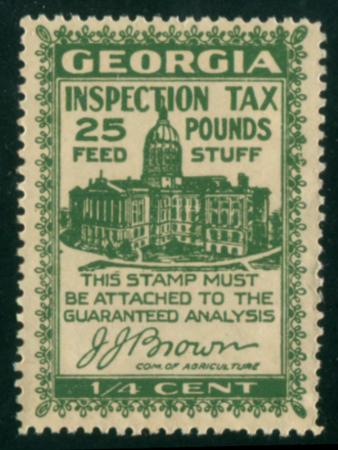 GEORGIA
INSPECTION TAX
25 POUNDS
FEED STUFF
THIS STAMP MUST
BE ATTACHED TO THE
GUARANTEED ANALYSIS
J.J. Brown
COM. OF AGRICULTURE
1/4 CENT